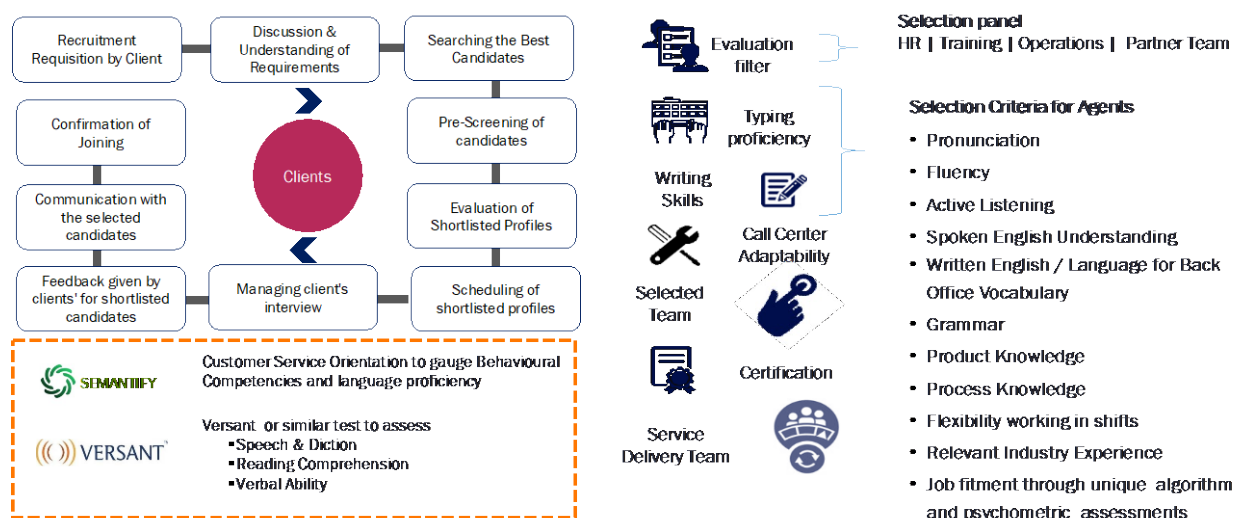 Recruitment
Requisition by Client
Discussion &
Understanding of
Requirements
Searching the Best
Candidates
Confirmation of
Joining
Pre-Screening of
candidates
Clients
Communication with
the selected
candidates
Evaluation of
Shortlisted Profiles
Feedback given by
clients' for shortlisted
candidates
Managing client's
interview
Scheduling of
shortlisted profiles
SEMANTIFY
Customer Service Orientation to gauge Behavioural
Competencies and language proficiency
VERSANT™
Versant or similar test to assess
▪Speech & Diction
▪Reading Comprehension
▪Verbal Ability
Evaluation
filter
Typing
proficiency
Writing
Skills
Call Center
Adaptability
Selected
Team
Certification
Service
Delivery Team
Selection panel
HR | Training | Operations | Partner Team
Selection Criteria for Agents
• Pronunciation
• Fluency
• Active Listening
• Spoken English Understanding
• Written English / Language for Back
Office Vocabulary
• Grammar
• Product Knowledge
• Process Knowledge
• Flexibility working in shifts
• Relevant Industry Experience
• Job fitment through unique algorithm
and psychometric assessments